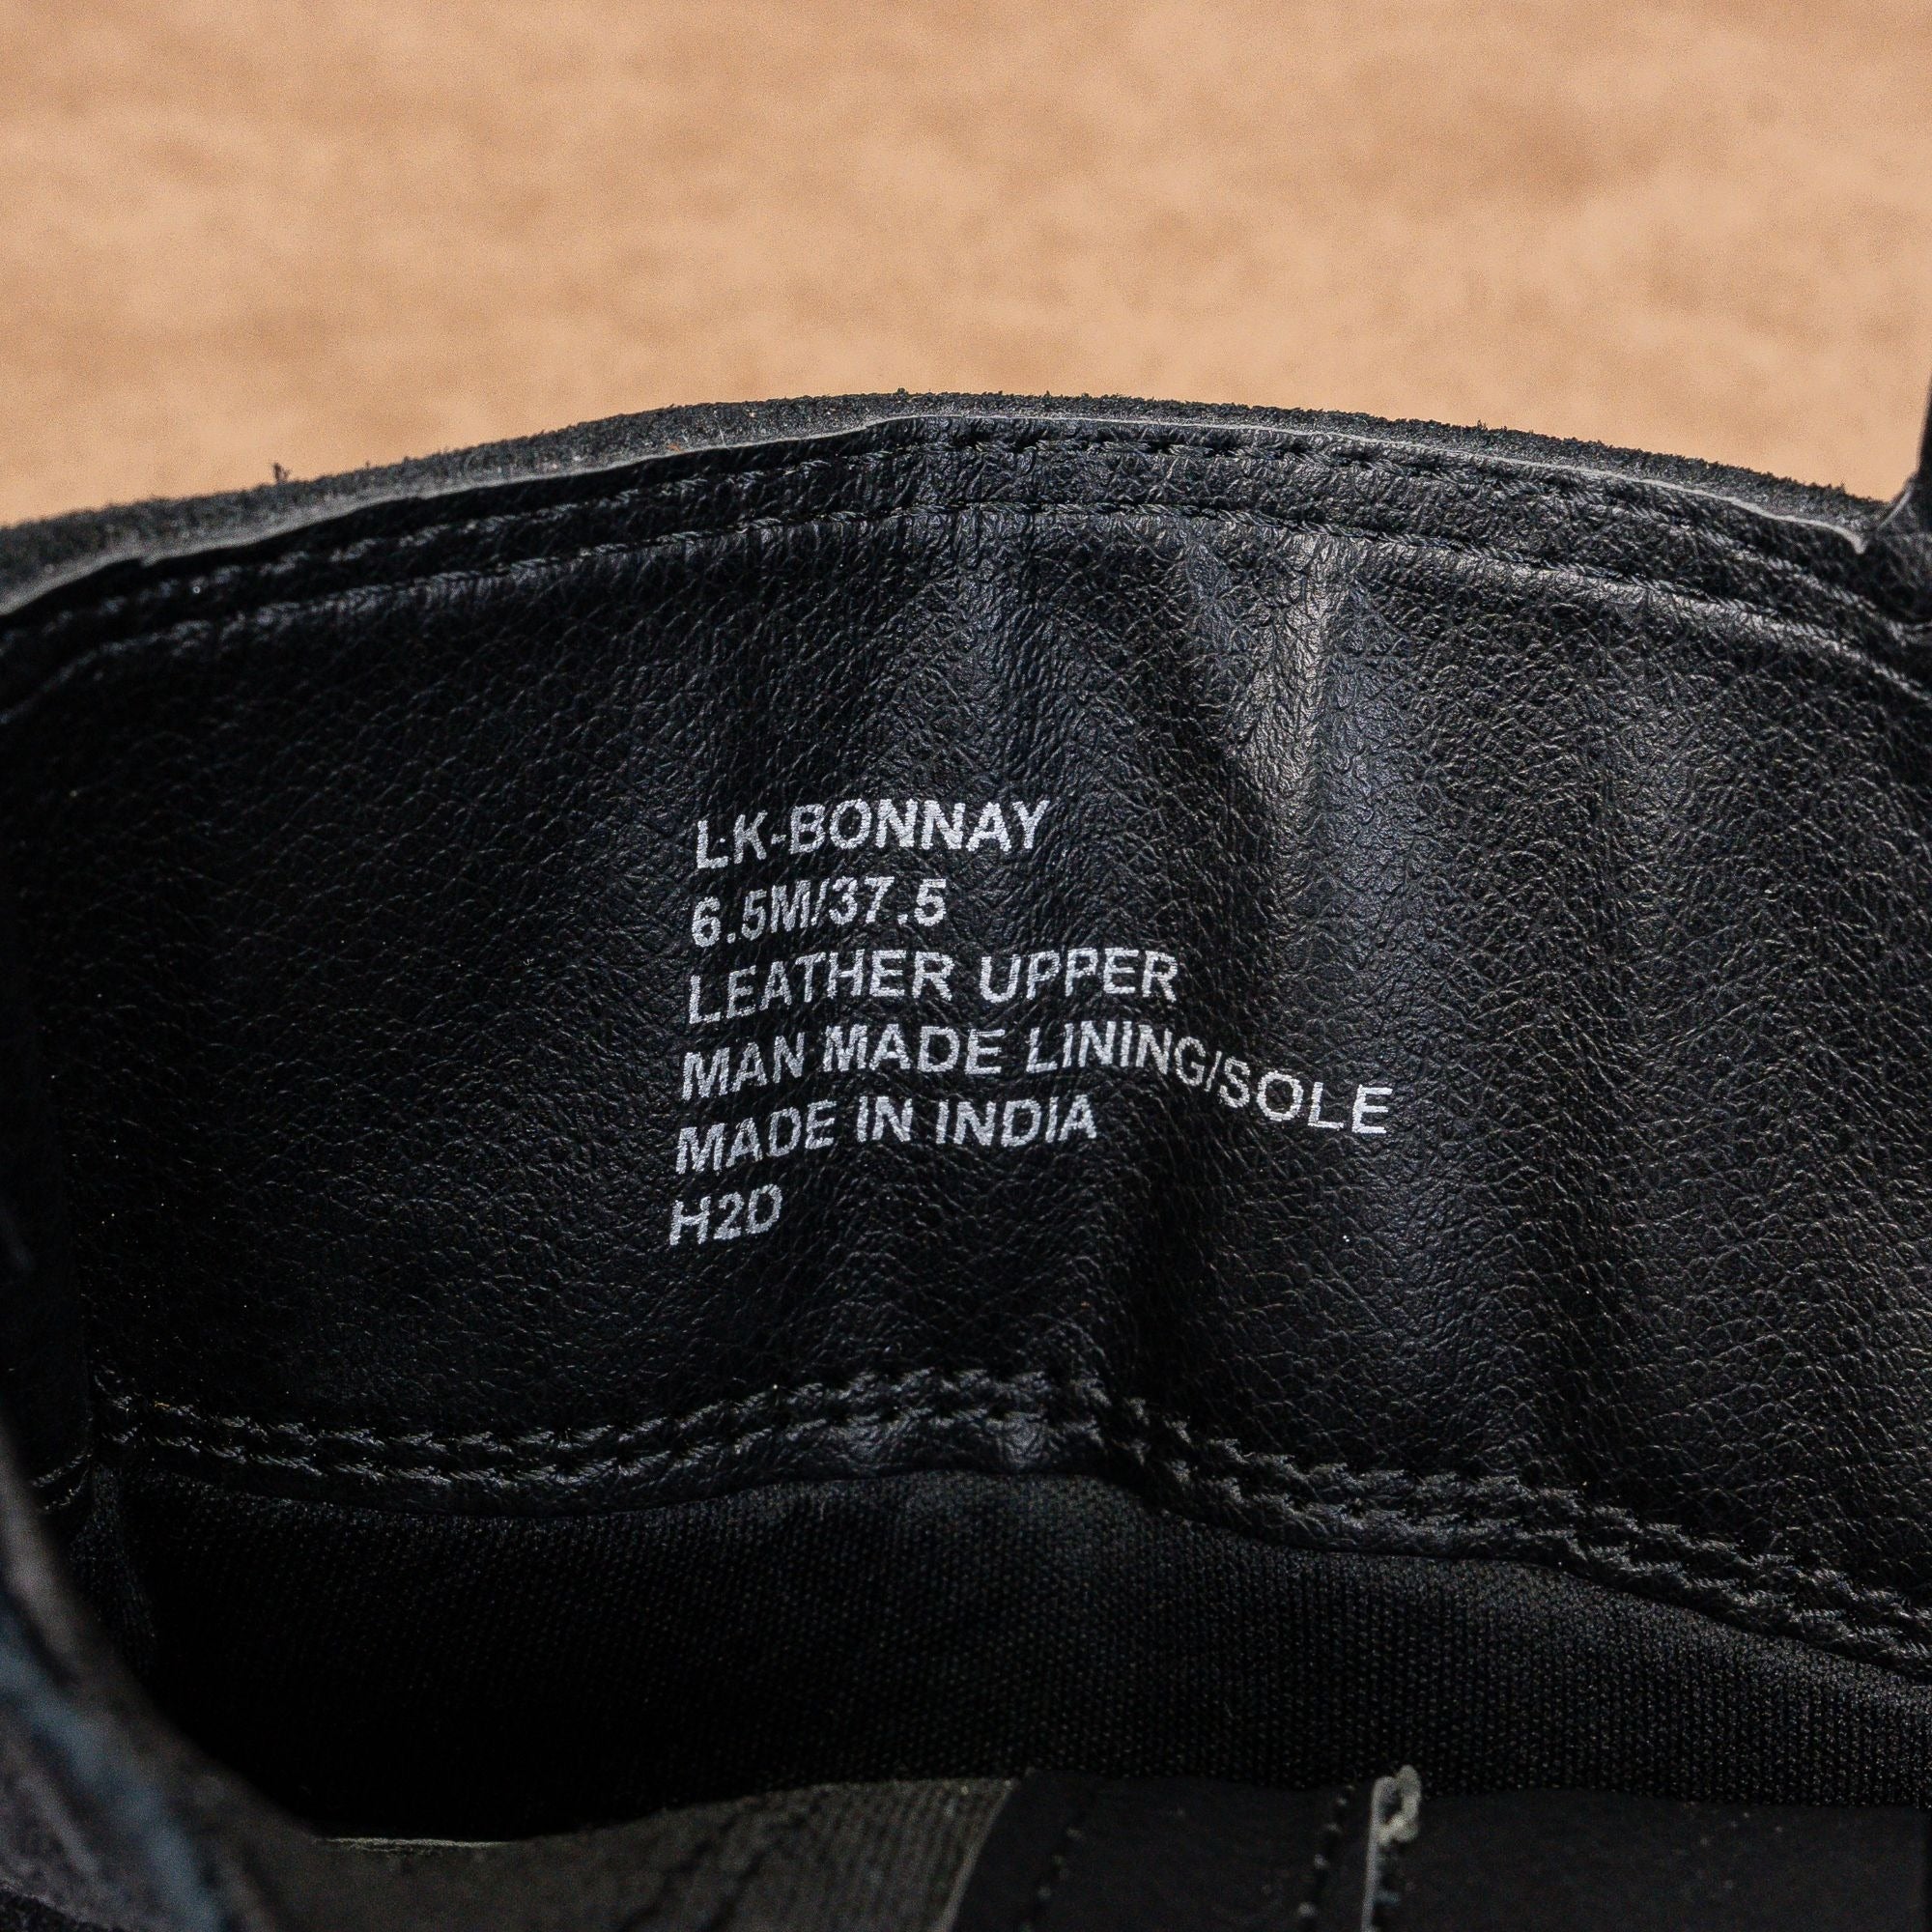 LK-BONNAY
6.5M/37.5
LEATHER UPPER
MAN MADE LINING/SOLE
MADE IN INDIA
H2D